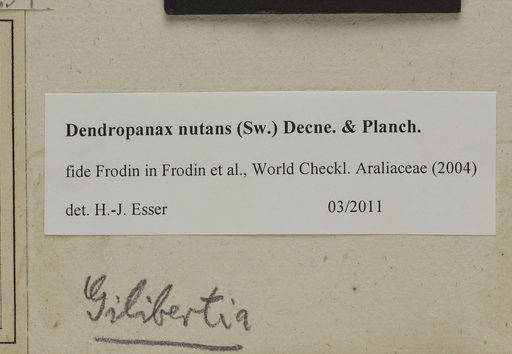 Dendropanax nutans (Sw.) Decne. & Planch.
fide Frodin in Frodin et al., World Checkl. Araliaceae (2004)
det. H.-J. Esser 03/2011
Gilibertia